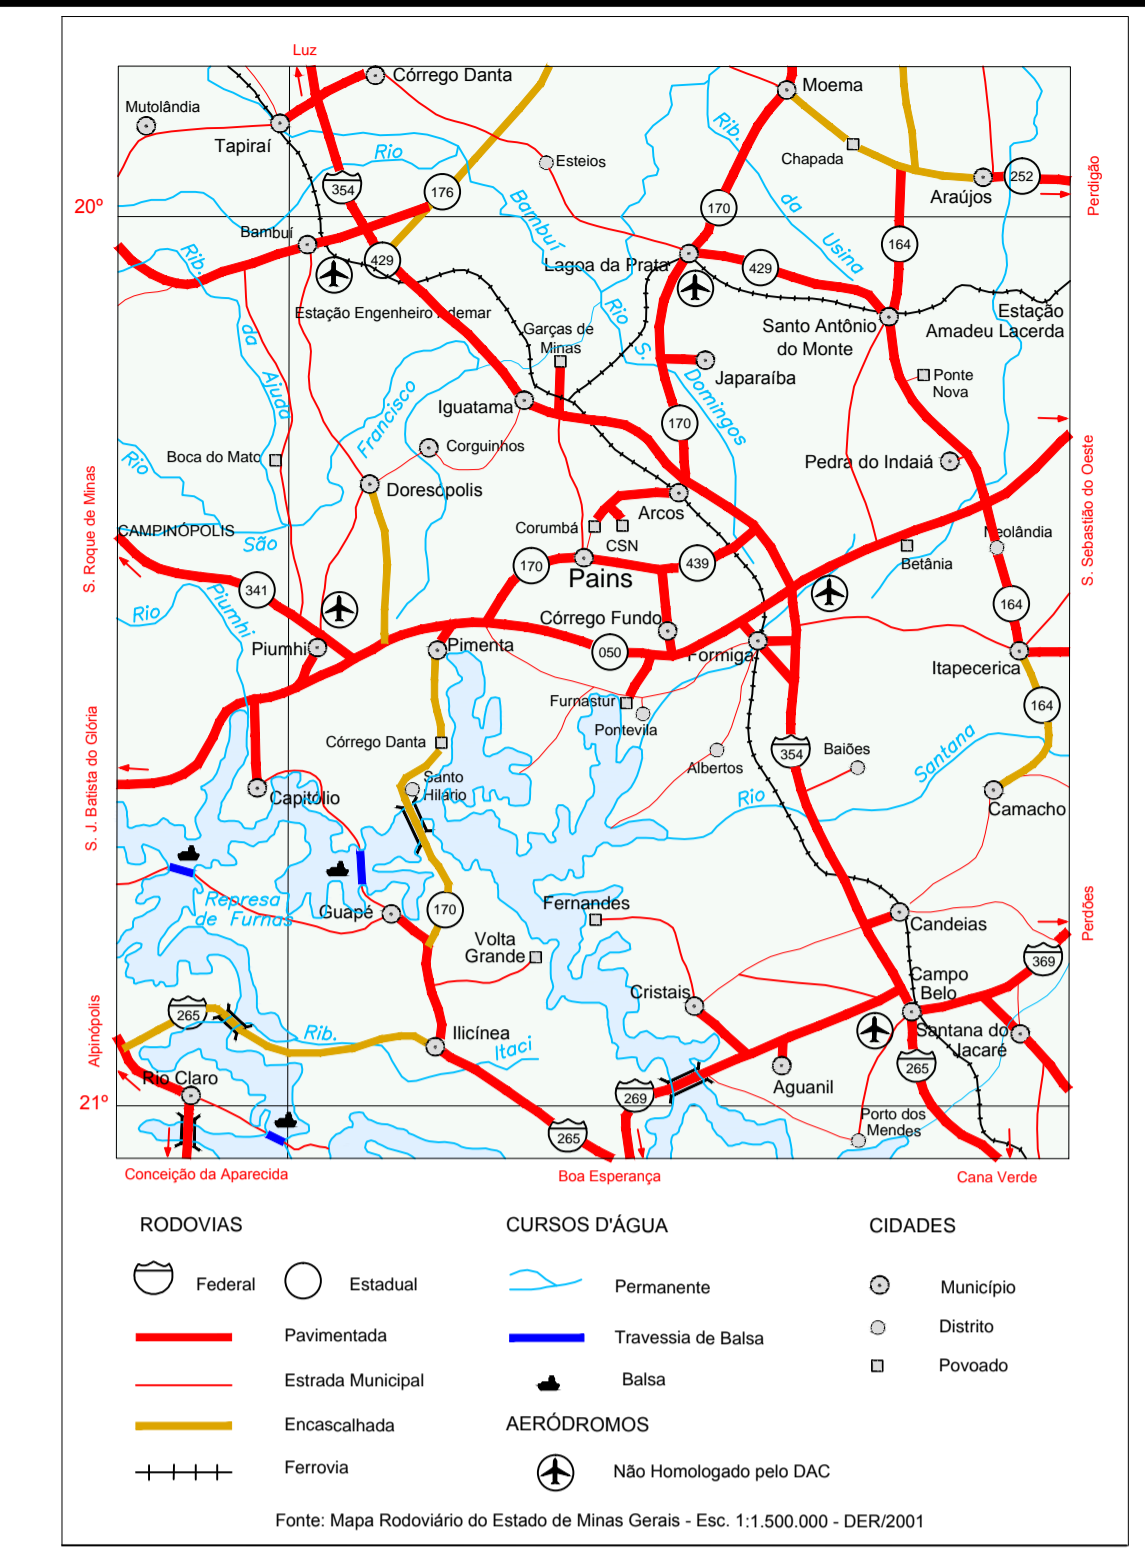 Luz
Córrego Danta
Moema
Mutolândia
Tapiraí
Rib.
Rio
Chapada
Esteios
Perdigão
354
176
252
Araújos
20º
170
da
Bambuí
Bambuí
164
Usina
Rib.
429
Lagoa da Prata
429
Estação Engenheiro Ademar
Rio
Santo Antônio
do Monte
Estação
Amadeu Lacerda
da
Garças de
Minas
S.
Domingos
Japaraíba
Ponte
Nova
Ajuda
Francisco
Iguatama
170
Rio
Boca do Mato
Corguinhos
Pedra do Indaiá
S. Sebastião do Oeste
S. Roque de Minas
Doresópolis
Arcos
CAMPINÓPOLIS
São
Corumbá
CSN
Neolândia
Betânia
170
Pains
439
341
Rio
Piumhi
164
Córrego Fundo
Piumhi
Pimenta
050
Formiga
Itapecerica
Furnastur
164
S. J. Batista do Glória
Pontevila
Córrego Danta
354
Baiões
Santana
Albertos
Santo
Hilário
Capitólio
Rio
Camacho
Represa
de Furnas
Guapé
170
Fernandes
Candeias
Perdões
Volta
Grande
369
Campo
Belo
Cristais
265
Alpinópolis
Rib.
Ilicínea
Itaci
Santana do
Jacaré
Rio Claro
Aguanil
265
269
21º
265
Porto dos
Mendes
Conceição da Aparecida
Boa Esperança
Cana Verde
RODOVIAS
CURSOS D'ÁGUA
CIDADES
Federal
Estadual
Permanente
Município
Pavimentada
Travessia de Balsa
Distrito
Estrada Municipal
Balsa
Povoado
Encascalhada
AERÓDROMOS
Ferrovia
Não Homologado pelo DAC
Fonte: Mapa Rodoviário do Estado de Minas Gerais - Esc. 1:1.500.000 - DER/2001